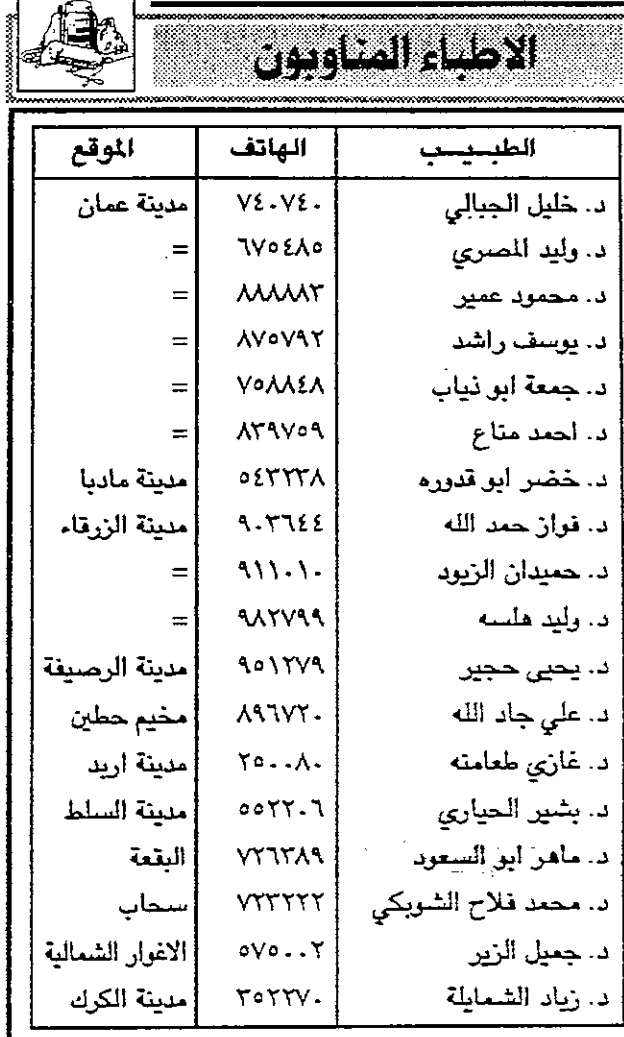 الاطباء المناوبون
الطبيب الهاتف الموقع
د. خليل الجبالي ٧٤٠٧٤٠ مدينة عمان
د. وليد المصري ٦٧٥٤٨٥ =
د. محمود عمير ٨٨٨٨٨٣ =
د. يوسف راشد ٨٧٥٧٩٢ =
د. جمعة ابو ذياب ٧٥٨٨٤٨ =
د. احمد مناع ٨٣٩٧٥٩ =
د. خضر ابو قدوره ٥٤٣٢٣٨ مدينة مادبا
د. فواز حمد الله ٩٠٣٦٤٤ مدينة الزرقاء
د. حميدان الزيود ٩١١٠١٠ =
د. وليد هلسه ٩٨٢٧٩٩ =
د. يحيى حجير ٩٥١٢٧٩ مدينة الرصيفة
د. علي جاد الله ٨٩٦٧٢٠ مخيم حطين
د. غازي طعامنه ٢٥٠٠٨٠ مدينة اربد
د. بشير الحياري ٥٥٢٢٠٦ مدينة السلط
د. ماهر ابو السعود ٧٢٦٣٨٩ البقعة
د. محمد فلاح الشوبكي ٧٢٣٢٢٢ سحاب
د. جميل الزير ٥٧٥٠٠٢ الاغوار الشمالية
د. زياد الشمايلة ٣٥٢٢٧٠ مدينة الكرك